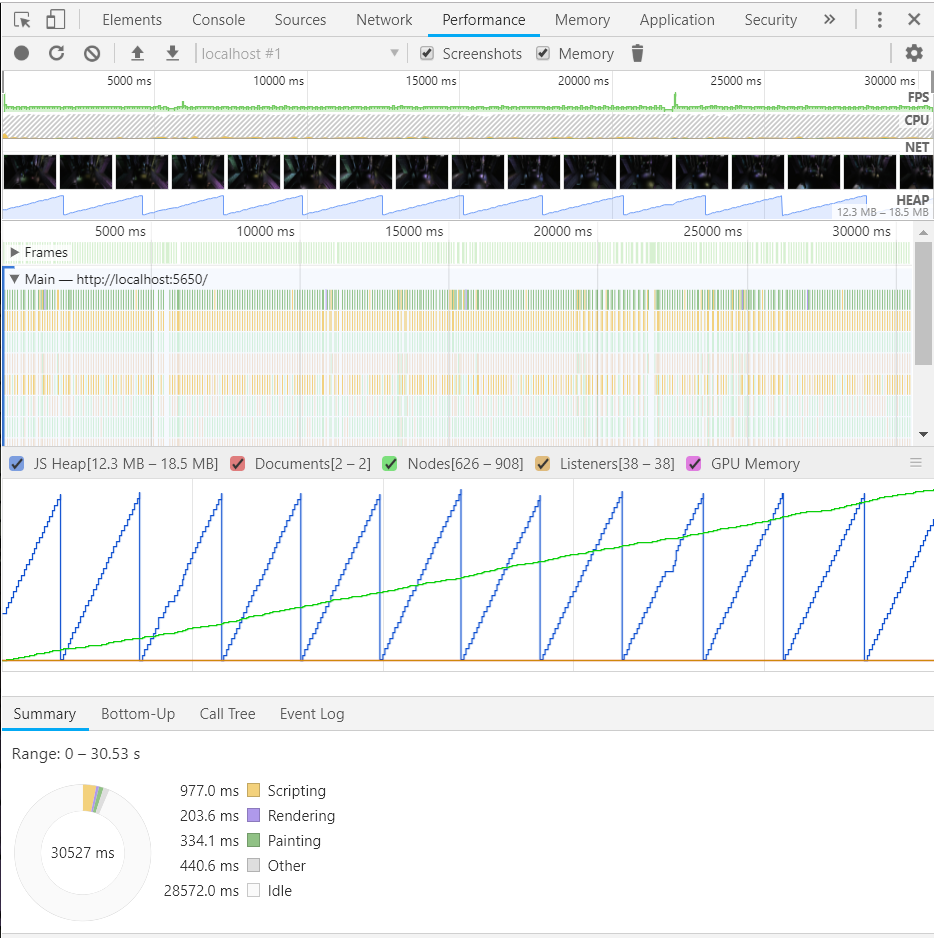 Elements Console Sources Network Performance Memory Application Security »
localhost #1 Screenshots Memory
5000 ms 10000 ms 15000 ms 20000 ms 25000 ms 30000 ms
FPS
CPU
NET
HEAP
12.3 MB – 18.5 MB
5000 ms 10000 ms 15000 ms 20000 ms 25000 ms 30000 ms
Frames
Main — http://localhost:5650/
JS Heap[12.3 MB – 18.5 MB] Documents[2 – 2] Nodes[626 – 908] Listeners[38 – 38] GPU Memory
Summary Bottom-Up Call Tree Event Log
Range: 0 – 30.53 s
977.0 ms Scripting
203.6 ms Rendering
334.1 ms Painting
30527 ms
440.6 ms Other
28572.0 ms Idle